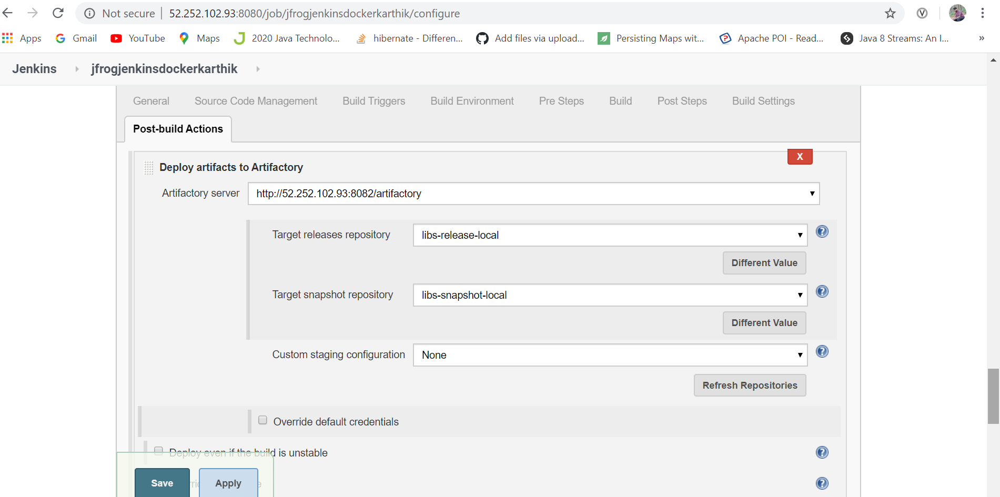 Not secure | 52.252.102.93:8080/job/jfrogjenkinsdockerkarthik/configure
Apps Gmail YouTube Maps 2020 Java Technolo... hibernate - Differen... Add files via upload... Persisting Maps wit... Apache POI - Read... Java 8 Streams: An I... »
Jenkins jfrogjenkinsdockerkarthik
General Source Code Management Build Triggers Build Environment Pre Steps Build Post Steps Build Settings
Post-build Actions
X
Deploy artifacts to Artifactory
Artifactory server http://52.252.102.93:8082/artifactory
Target releases repository libs-release-local
Different Value
Target snapshot repository libs-snapshot-local
Different Value
Custom staging configuration None
Refresh Repositories
Override default credentials
Deploy even if the build is unstable
Save Apply